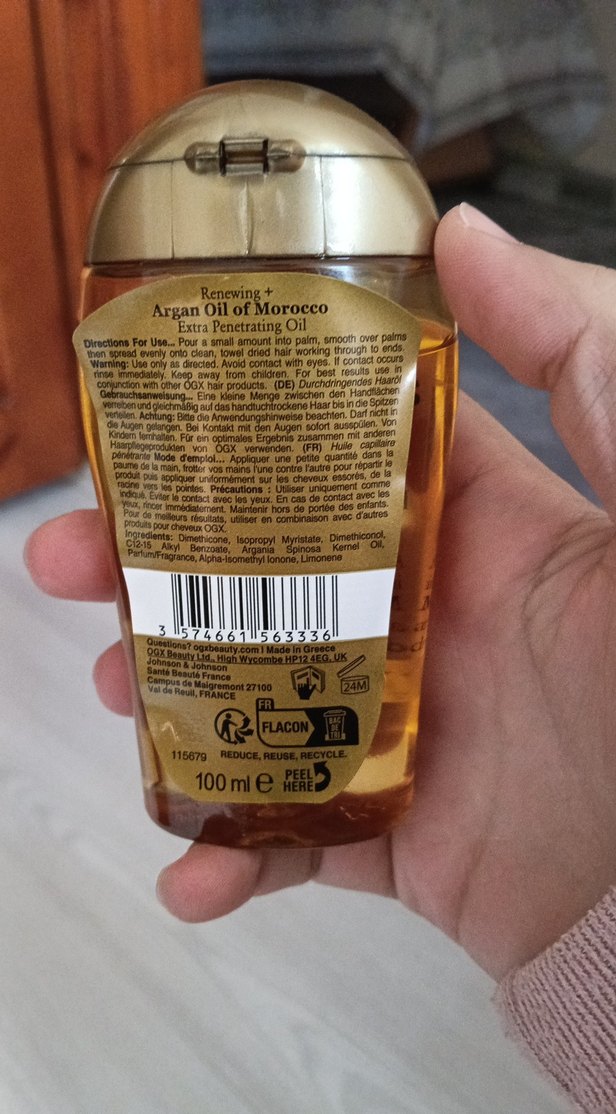 Renewing +
Argan Oil of Morocco
Extra Penetrating Oil
Directions For Use... Pour a small amount into palm, smooth over palms
then spread evenly onto clean, towel dried hair working through to ends.
Warning: Use only as directed. Avoid contact with eyes. If contact occurs
rinse immediately. Keep away from children. For best results use in
conjunction with other OGX hair products. (DE) Durchdringendes Haaröl
Gebrauchsanweisung... Eine kleine Menge zwischen den Handflächen
verreiben und gleichmäßig auf das handtuchtrockene Haar bis in die Spitzen
verteilen. Achtung: Bitte die Anwendungshinweise beachten. Darf nicht in
die Augen gelangen. Bei Kontakt mit den Augen sofort ausspülen. Von
Kindern fernhalten. Für ein optimales Ergebnis zusammen mit anderen
Haarpflegeprodukten von OGX verwenden. (FR) Huile capillaire
pénétrante Mode d'emploi... Appliquer une petite quantité dans la
paume de la main, frotter vos mains l'une contre l'autre pour répartir le
produit puis appliquer uniformément sur les cheveux essorés, de la
racine vers les pointes. Précautions : Utiliser uniquement comme
indiqué. Éviter le contact avec les yeux. En cas de contact avec les
yeux, rincer immédiatement. Maintenir hors de portée des enfants.
Pour de meilleurs résultats, utiliser en combinaison avec d'autres
produits pour cheveux OGX.
Ingredients: Dimethicone, Isopropyl Myristate, Dimethiconol,
C12-15 Alkyl Benzoate, Argania Spinosa Kernel Oil,
Parfum/Fragrance, Alpha-Isomethyl Ionone, Limonene
3 574661 563336
Questions? ogxbeauty.com | Made in Greece
OGX Beauty Ltd., High Wycombe HP12 4EG, UK
Johnson & Johnson
Santé Beauté France
Campus de Maigremont 27100
Val de Reuil, FRANCE
24M
FR
FLACON
BAC
DE
TRI
115679 REDUCE, REUSE, RECYCLE.
100 ml e PEEL
HERE